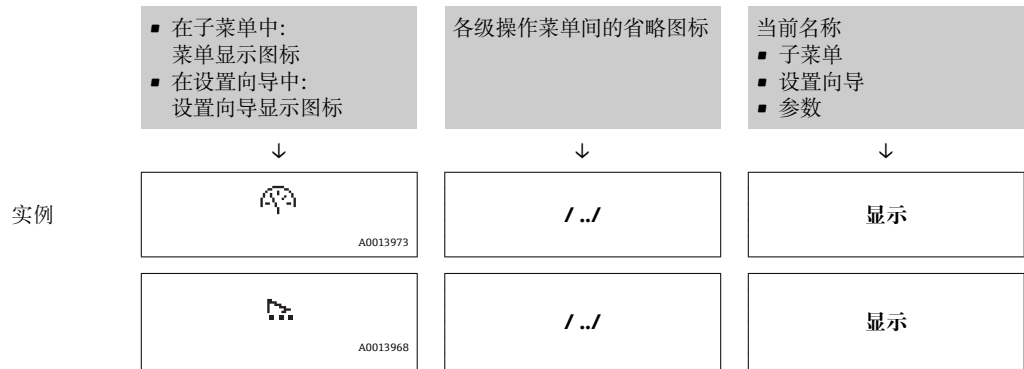 ▪ 在子菜单中:
菜单显示图标
▪ 在设置向导中:
设置向导显示图标
各级操作菜单间的省略图标
当前名称
▪ 子菜单
▪ 设置向导
▪ 参数
↓ ↓ ↓
实例
A0013973
/ ../
显示
A0013968
/ ../
显示